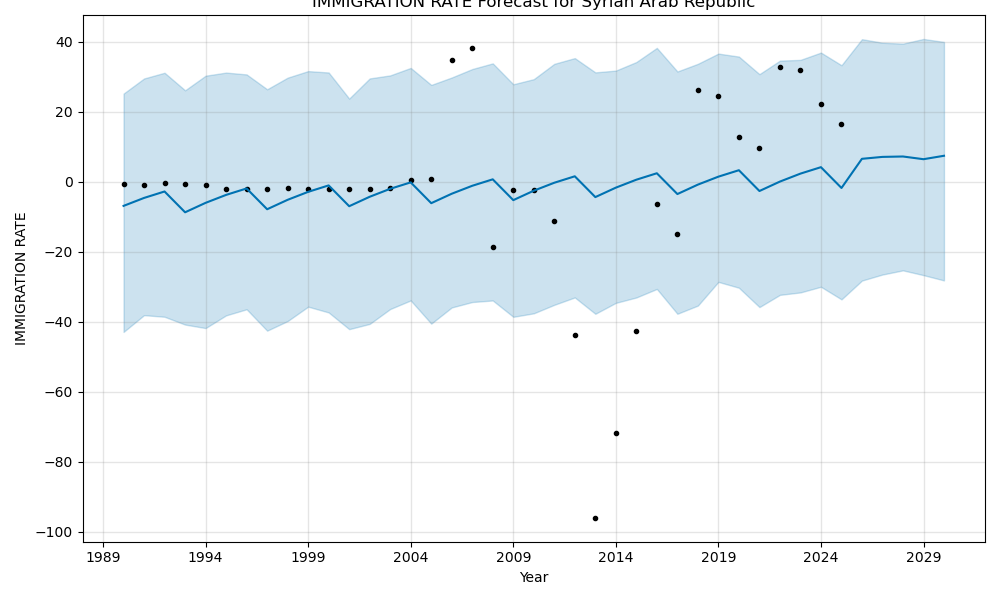 IMMIGRATION RATE Forecast for Syrian Arab Republic
40
20
0
−20
−40
−60
−80
−100
IMMIGRATION RATE
1989 1994 1999 2004 2009 2014 2019 2024 2029
Year